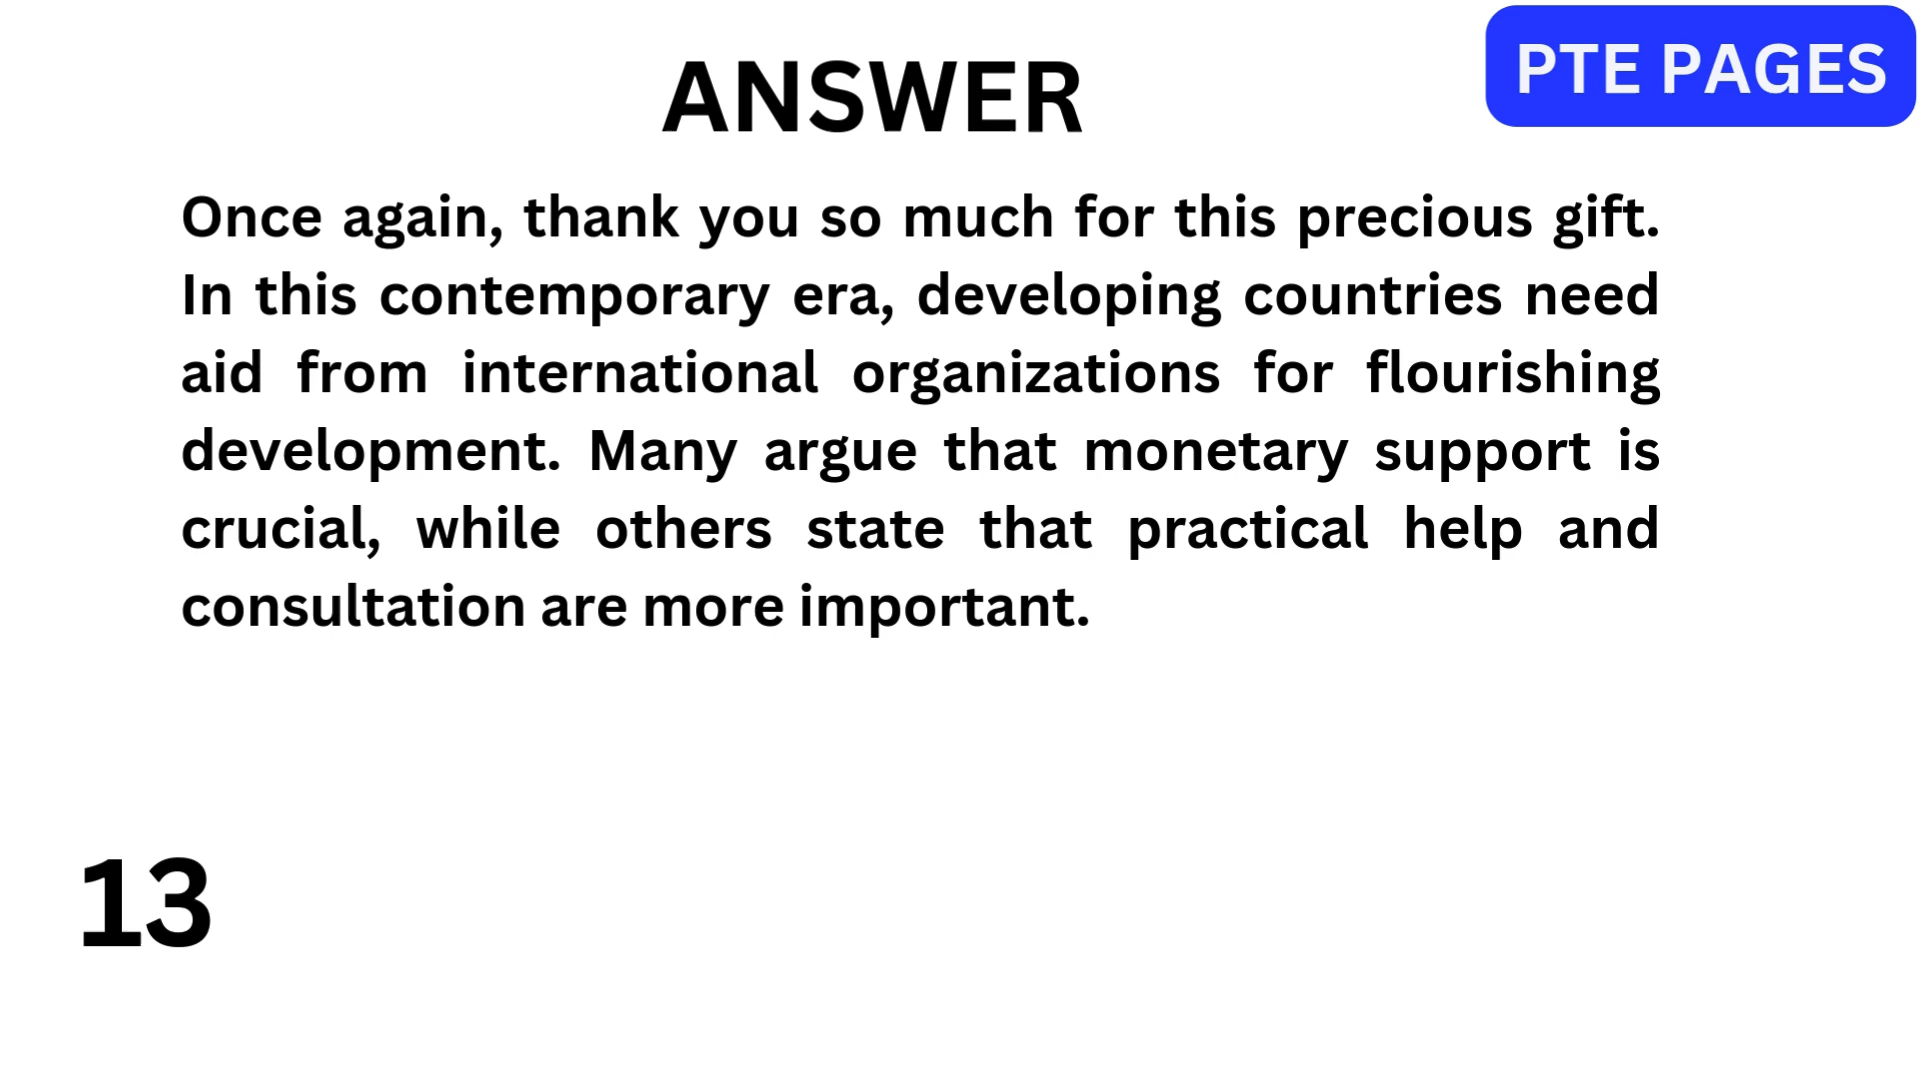 PTE PAGES
ANSWER
Once again, thank you so much for this precious gift.
In this contemporary era, developing countries need
aid from international organizations for flourishing
development. Many argue that monetary support is
crucial, while others state that practical help and
consultation are more important.
13